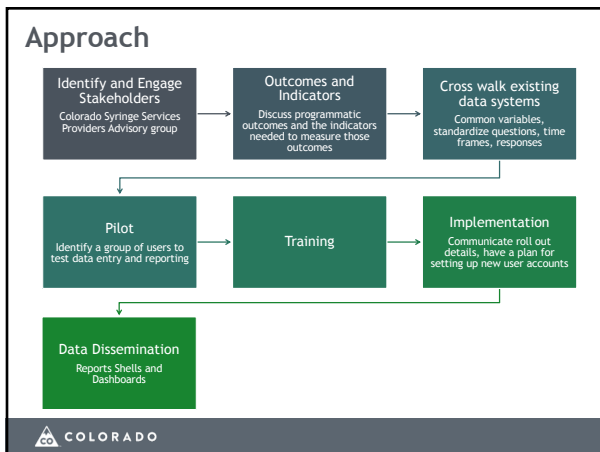 Approach
Identify and Engage
Stakeholders
Colorado Syringe Services
Providers Advisory group
Outcomes and
Indicators
Discuss programmatic
outcomes and the indicators
needed to measure those
outcomes
Cross walk existing
data systems
Common variables,
standardize questions, time
frames, responses
Pilot
Identify a group of users to
test data entry and reporting
Training
Implementation
Communicate roll out
details, have a plan for
setting up new user accounts
Data Dissemination
Reports Shells and
Dashboards
CO
COLORADO